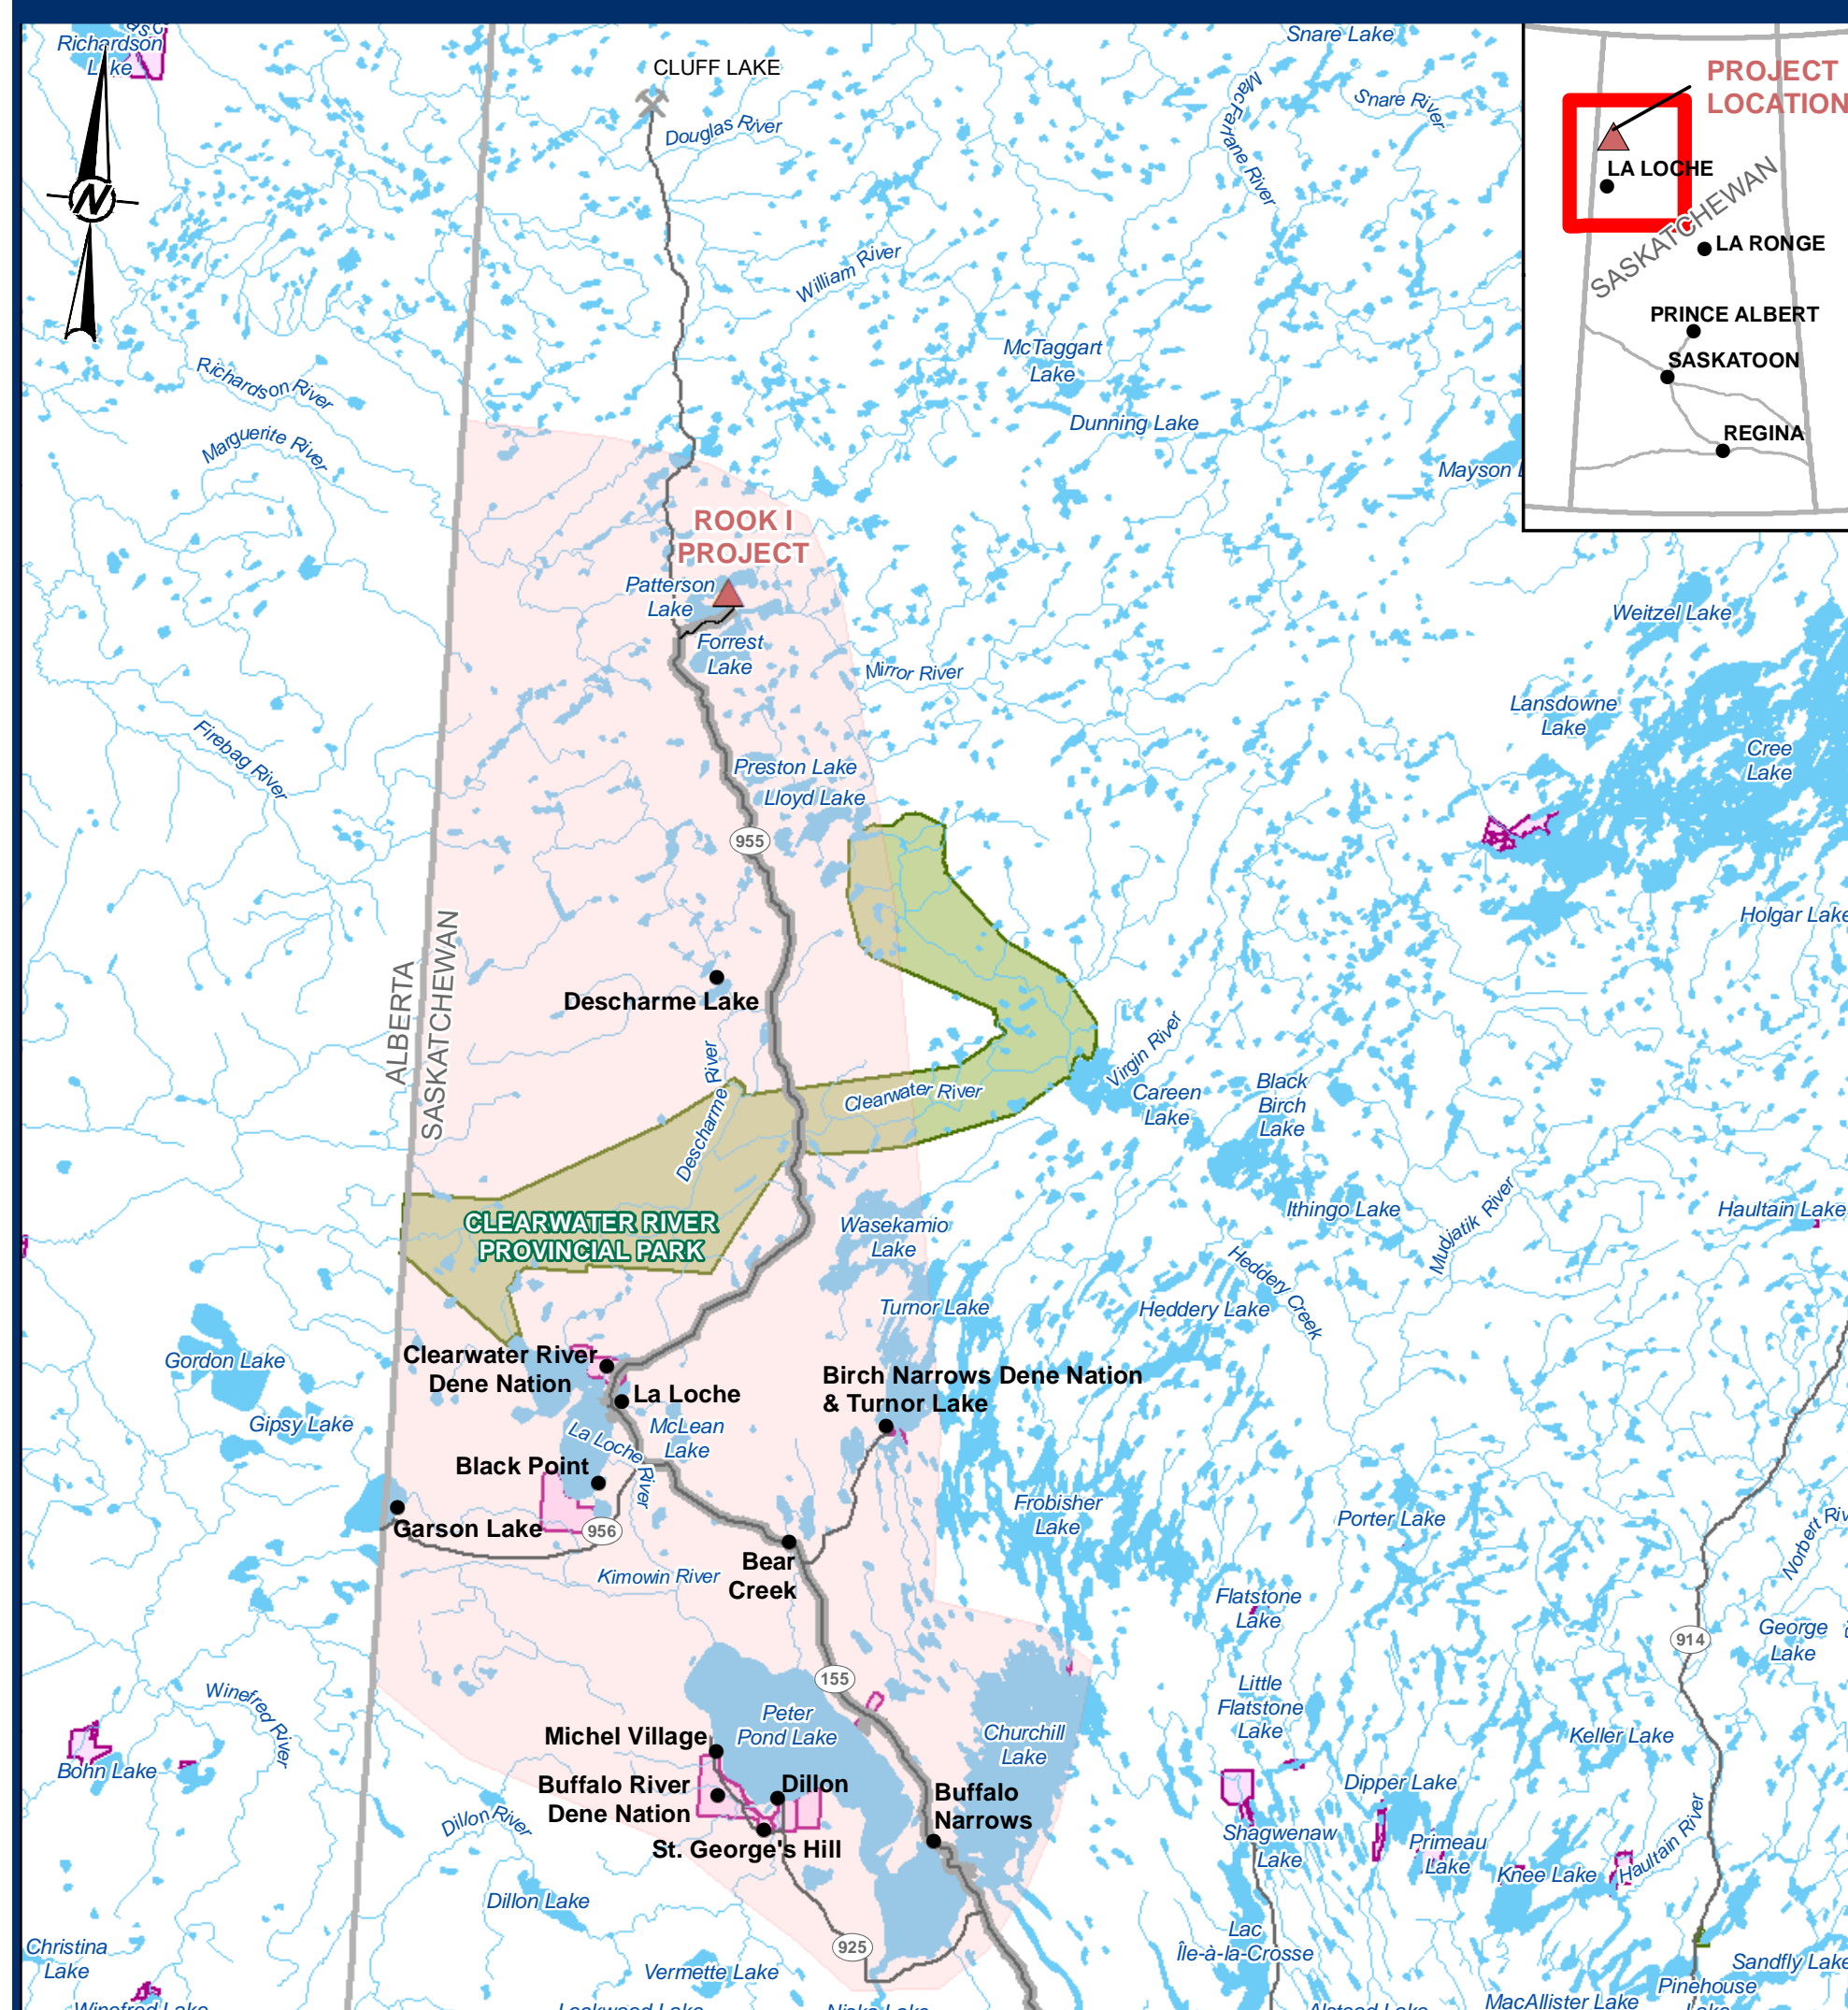 Richardson
Lake
CLUFF LAKE
Douglas River
Snare Lake
Snare River
MacFarlane River
William River
McTaggart
Lake
Dunning Lake
Richardson River
Marguerite River
N
PROJECT
LOCATION
LA LOCHE
SASKATCHEWAN
LA RONGE
PRINCE ALBERT
SASKATOON
REGINA
Mayson
ROOK I
PROJECT
Patterson
Lake
Forrest
Lake
Mirror River
Weitzel Lake
Lansdowne
Lake
Cree
Lake
Firebag River
Preston Lake
Lloyd Lake
955
Holgar Lake
ALBERTA
SASKATCHEWAN
Descharme Lake
Descharme River
Clearwater River
Virgin River
Careen
Lake
Black
Birch
Lake
Ithingo Lake
Mudjatik River
Haultain Lake
CLEARWATER RIVER
PROVINCIAL PARK
Wasekamio
Lake
Turnor Lake
Heddery Creek
Heddery Lake
Gordon Lake
Clearwater River
Dene Nation
La Loche
Birch Narrows Dene Nation
& Turnor Lake
Gipsy Lake
McLean
Lake
La Loche River
Black Point
Garson Lake
956
Frobisher
Lake
Porter Lake
Norbert Riv
Bear
Creek
Kimowin River
Flatstone
Lake
914
George
Lake
155
Winefred River
Little
Flatstone
Lake
Peter
Pond Lake
Churchill
Lake
Keller Lake
Michel Village
Bohn Lake
Buffalo River
Dene Nation
Dillon
Buffalo
Narrows
Dipper Lake
Dillon River
St. George's Hill
Shagwenaw
Lake
Primeau
Lake
Knee Lake
Haultain River
Dillon Lake
925
Lac
Île-à-la-Crosse
Christina
Lake
Vermette Lake
Sandfly Lake
Pinehouse
Lake
MacAllister Lake
Winefred Lake